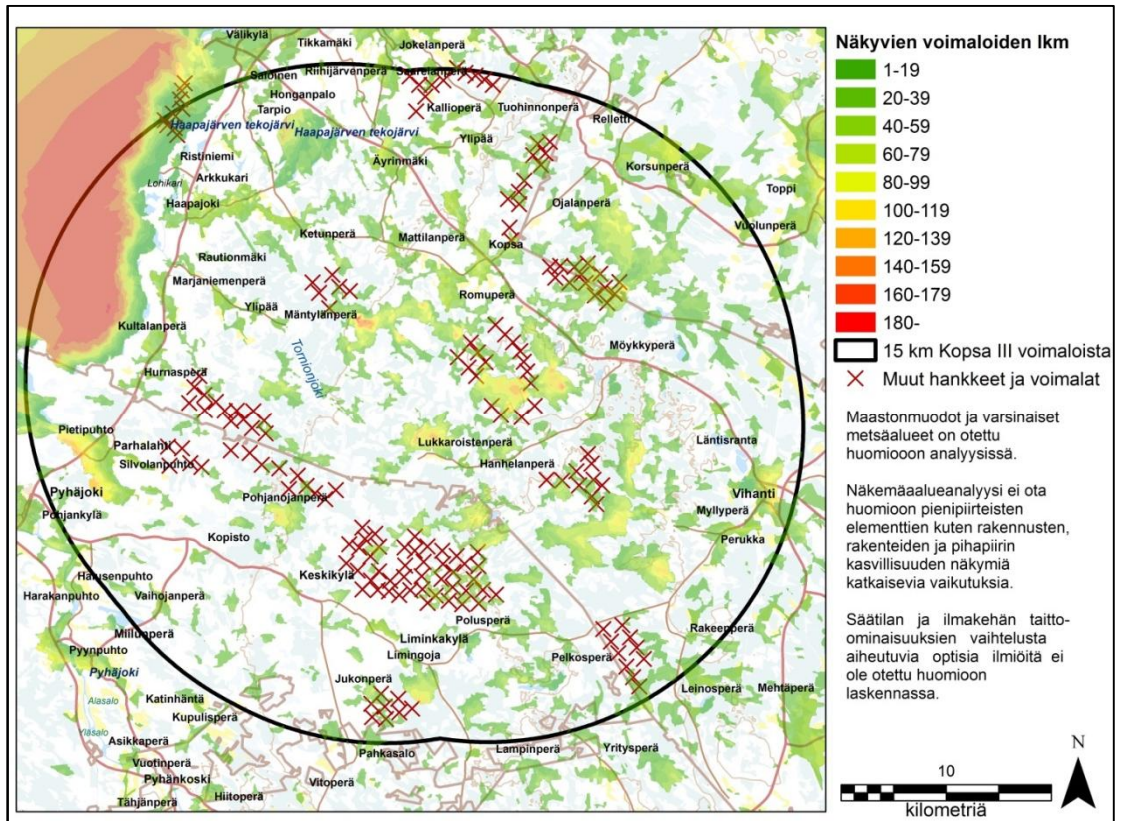 Välikylä
Tikkamäki
Jokelanperä
Saloinen
Riihijärvenperä
Saarelanperä
Honganpalo
Kallioperä
Tuohinnonperä
Tarpio
Relletti
Haapajärven tekojärvi
Haapajärven tekojärvi
Ylipää
Ristiniemi
Äyrinmäki
Korsunperä
Lohikari
Arkkukari
Toppi
Haapajoki
Ojalanperä
Vuolunperä
Ketunperä
Mattilanperä
Kopsa
Rautionmäki
Marjaniemenperä
Romuperä
Ylipää
Mäntylänperä
Kultalanperä
Tornionjoki
Möykkyperä
Hurnasperä
Pietipuhto
Parhalahti
Lukkaroistenperä
Läntisranta
Silvolanpuhto
Hanhelanperä
Pyhäjoki
Pohjanojanperä
Vihanti
Pohjankylä
Myllyperä
Kopisto
Perukka
Keskikylä
Halusenpuhto
Harakanpuhto
Vaihojanperä
Polusperä
Liminkakylä
Rakeenperä
Millunperä
Pyynpuhto
Limingoja
Pelkosperä
Pyhäjoki
Jukonperä
Leinosperä
Mehtäperä
Katinhäntä
Alasalo
Kupulisperä
Yläsalo
Asikkaperä
Pahkasalo
Lampinperä
Yritysperä
Vuotinperä
Pyhänkoski
Vitoperä
Hiitoperä
Tähjänperä
Näkyvien voimaloiden lkm
1-19
20-39
40-59
60-79
80-99
100-119
120-139
140-159
160-179
180-
15 km Kopsa III voimaloista
Muut hankkeet ja voimalat
Maastonmuodot ja varsinaiset
metsäalueet on otettu
huomiooon analyysissä.
Näkemäaalueanalyysi ei ota
huomioon pienipiirteisten
elementtien kuten rakennusten,
rakenteiden ja pihapiirin
kasvillisuuden näkymiä
katkaisevia vaikutuksia.
Säätilan ja ilmakehän taitto-
ominaisuuksien vaihtelusta
aiheutuvia optisia ilmiöitä ei
ole otettu huomioon
laskennassa.
N
10
kilometriä